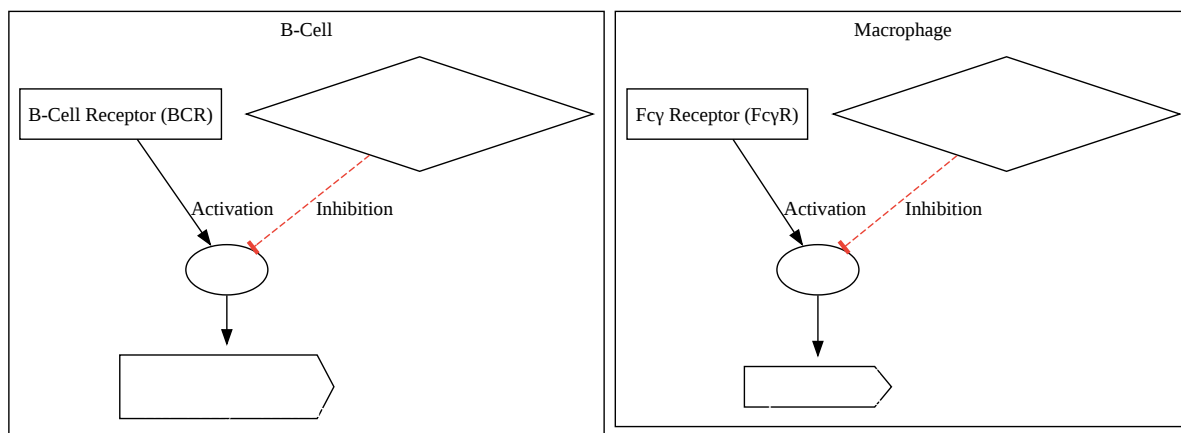 B-Cell
B-Cell Receptor (BCR)
Activation
Inhibition
Macrophage
Fcγ Receptor (FcγR)
Activation
Inhibition